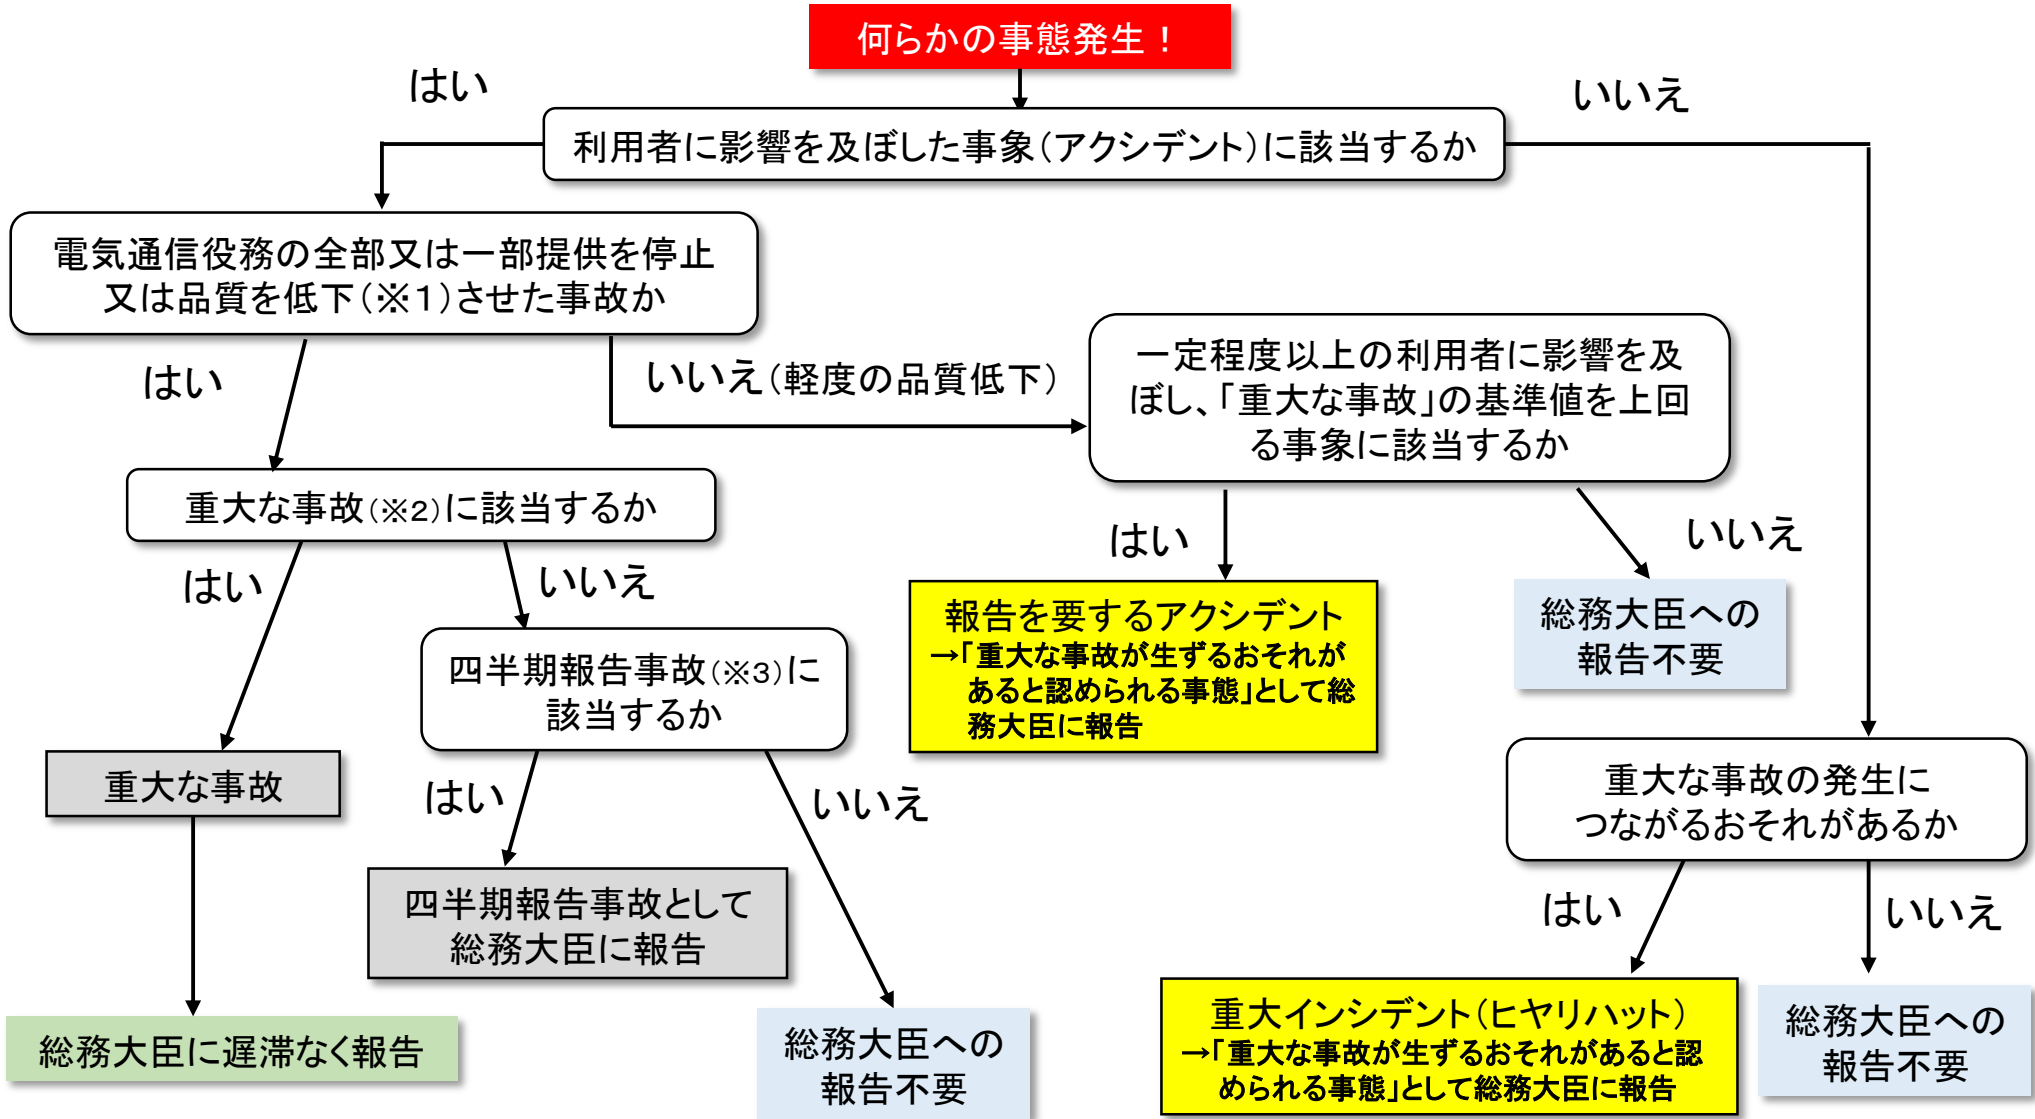 何らかの事態発生！
はい
いいえ
利用者に影響を及ぼした事象（アクシデント）に該当するか
電気通信役務の全部又は一部提供を停止
又は品質を低下（※１）させた事故か
はい
いいえ（軽度の品質低下）
一定程度以上の利用者に影響を及
ぼし、「重大な事故」の基準値を上回
る事象に該当するか
重大な事故（※２）に該当するか
はい
いいえ
はい
いいえ
報告を要するアクシデント
→「重大な事故が生ずるおそれが
あると認められる事態」として総
務大臣に報告
総務大臣への
報告不要
四半期報告事故（※３）に
該当するか
重大な事故
はい
いいえ
重大な事故の発生に
つながるおそれがあるか
四半期報告事故として
総務大臣に報告
はい
いいえ
総務大臣に遅滞なく報告
総務大臣への
報告不要
重大インシデント（ヒヤリハット）
→「重大な事故が生ずるおそれがあると認
められる事態」として総務大臣に報告
総務大臣への
報告不要